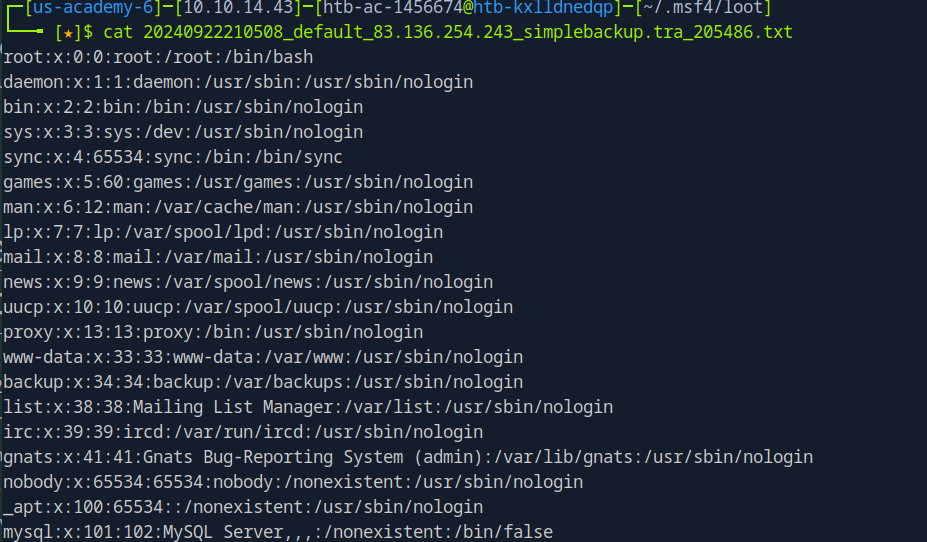 ┌─[us-academy-6]─[10.10.14.43]─[htb-ac-1456674@htb-kxlldnedqp]─[~/.msf4/loot]
└──╼ [★]$ cat 20240922210508_default_83.136.254.243_simplebackup.tra_205486.txt
root:x:0:0:root:/root:/bin/bash
daemon:x:1:1:daemon:/usr/sbin:/usr/sbin/nologin
bin:x:2:2:bin:/bin:/usr/sbin/nologin
sys:x:3:3:sys:/dev:/usr/sbin/nologin
sync:x:4:65534:sync:/bin:/bin/sync
games:x:5:60:games:/usr/games:/usr/sbin/nologin
man:x:6:12:man:/var/cache/man:/usr/sbin/nologin
lp:x:7:7:lp:/var/spool/lpd:/usr/sbin/nologin
mail:x:8:8:mail:/var/mail:/usr/sbin/nologin
news:x:9:9:news:/var/spool/news:/usr/sbin/nologin
uucp:x:10:10:uucp:/var/spool/uucp:/usr/sbin/nologin
proxy:x:13:13:proxy:/bin:/usr/sbin/nologin
www-data:x:33:33:www-data:/var/www:/usr/sbin/nologin
backup:x:34:34:backup:/var/backups:/usr/sbin/nologin
list:x:38:38:Mailing List Manager:/var/list:/usr/sbin/nologin
irc:x:39:39:ircd:/var/run/ircd:/usr/sbin/nologin
gnats:x:41:41:Gnats Bug-Reporting System (admin):/var/lib/gnats:/usr/sbin/nologin
nobody:x:65534:65534:nobody:/nonexistent:/usr/sbin/nologin
_apt:x:100:65534::/nonexistent:/usr/sbin/nologin
mysql:x:101:102:MySQL Server,,,:/nonexistent:/bin/false